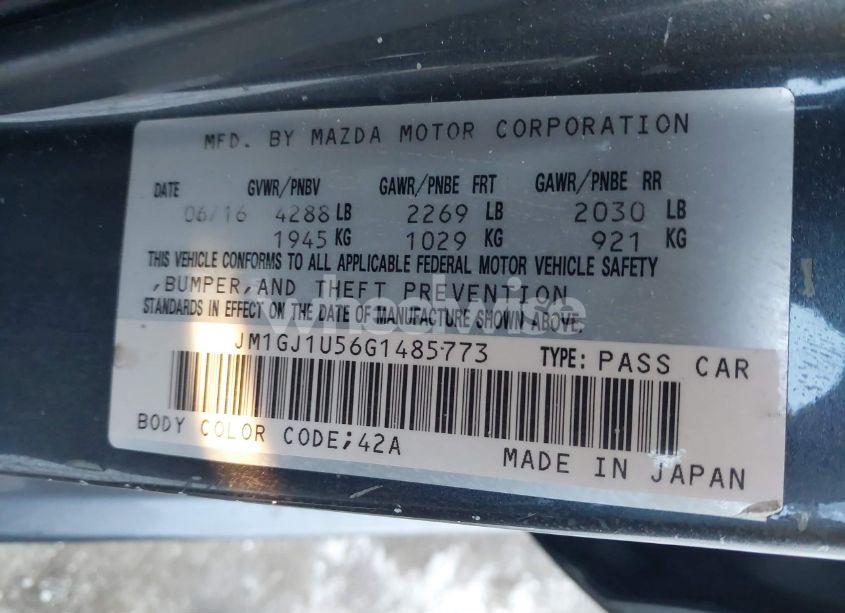 MFD. BY MAZDA MOTOR CORPORATION
DATE GVWR/PNBV GAWR/PNBE FRT GAWR/PNBE RR
06/16 4288 LB 2269 LB 2030 LB
1945 KG 1029 KG 921 KG
THIS VEHICLE CONFORMS TO ALL APPLICABLE FEDERAL MOTOR VEHICLE SAFETY
,BUMPER,AND THEFT PREVENTION
STANDARDS IN EFFECT ON THE DATE OF MANUFACTURE SHOWN ABOVE.
wheelwise
JM1GJ1U56G1485773 TYPE: PASS CAR
BODY COLOR CODE;42A MADE IN JAPAN